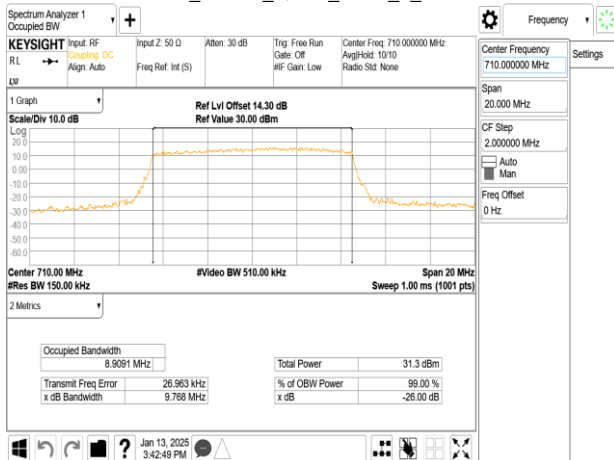 Spectrum Analyzer 1
Occupied BW
+
Frequency
KEYSIGHT
RL
LXI
Input: RF
Coupling: DC
Align: Auto
Input Z: 50 Ω
Freq Ref: Int (S)
Atten: 30 dB
Trig: Free Run
Gate: Off
#IF Gain: Low
Center Freq: 710.000000 MHz
Avg|Hold: 10/10
Radio Std: None
Center Frequency
710.000000 MHz
Settings
Span
20.000 MHz
CF Step
2.000000 MHz
Auto
Man
Freq Offset
0 Hz
1 Graph
Scale/Div 10.0 dB
Ref Lvl Offset 14.30 dB
Ref Value 30.00 dBm
Log
20.0
10.0
0.00
-10.0
-20.0
-30.0
-40.0
-50.0
-60.0
Center 710.00 MHz
#Video BW 510.00 kHz
Span 20 MHz
#Res BW 150.00 kHz
Sweep 1.00 ms (1001 pts)
2 Metrics
Occupied Bandwidth
8.9091 MHz
Total Power 31.3 dBm
Transmit Freq Error 26.963 kHz
% of OBW Power 99.00 %
x dB Bandwidth 9.768 MHz
x dB -26.00 dB
?
Jan 13, 2025
3:42:49 PM